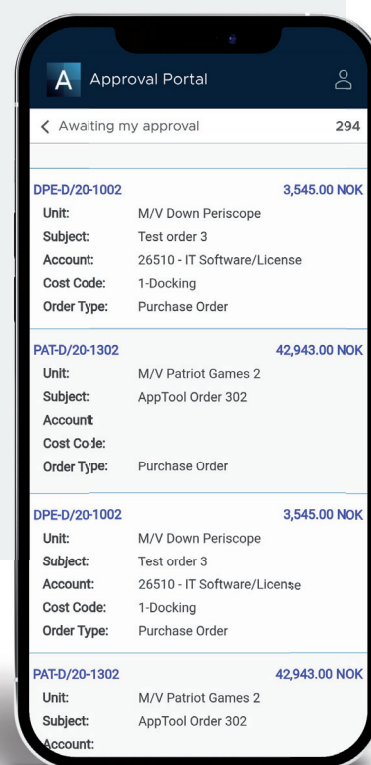 A Approval Portal
Awaiting my approval 294
DPE-D/20-1002 3,545.00 NOK
Unit: M/V Down Periscope
Subject: Test order 3
Account: 26510 - IT Software/License
Cost Code: 1-Docking
Order Type: Purchase Order
PAT-D/20-1302 42,943.00 NOK
Unit: M/V Patriot Games 2
Subject: AppTool Order 302
Account:
Cost Code:
Order Type: Purchase Order
DPE-D/20-1002 3,545.00 NOK
Unit: M/V Down Periscope
Subject: Test order 3
Account: 26510 - IT Software/License
Cost Code: 1-Docking
Order Type: Purchase Order
PAT-D/20-1302 42,943.00 NOK
Unit: M/V Patriot Games 2
Subject: AppTool Order 302
Account: